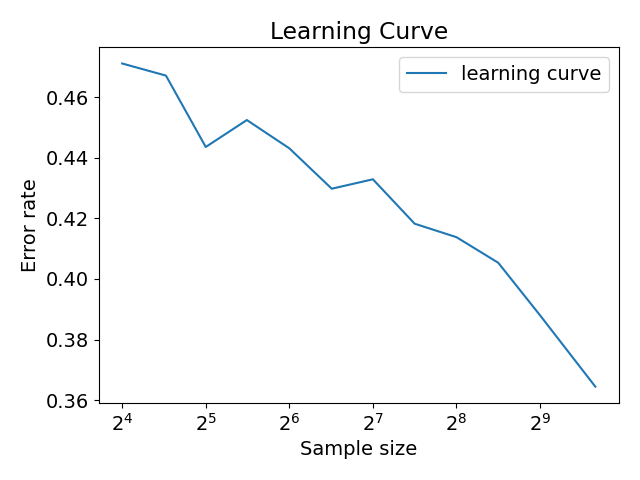 Learning Curve
learning curve
0.46
0.44
0.42
0.40
0.38
0.36
Error rate
2⁴ 2⁵ 2⁶ 2⁷ 2⁸ 2⁹
Sample size